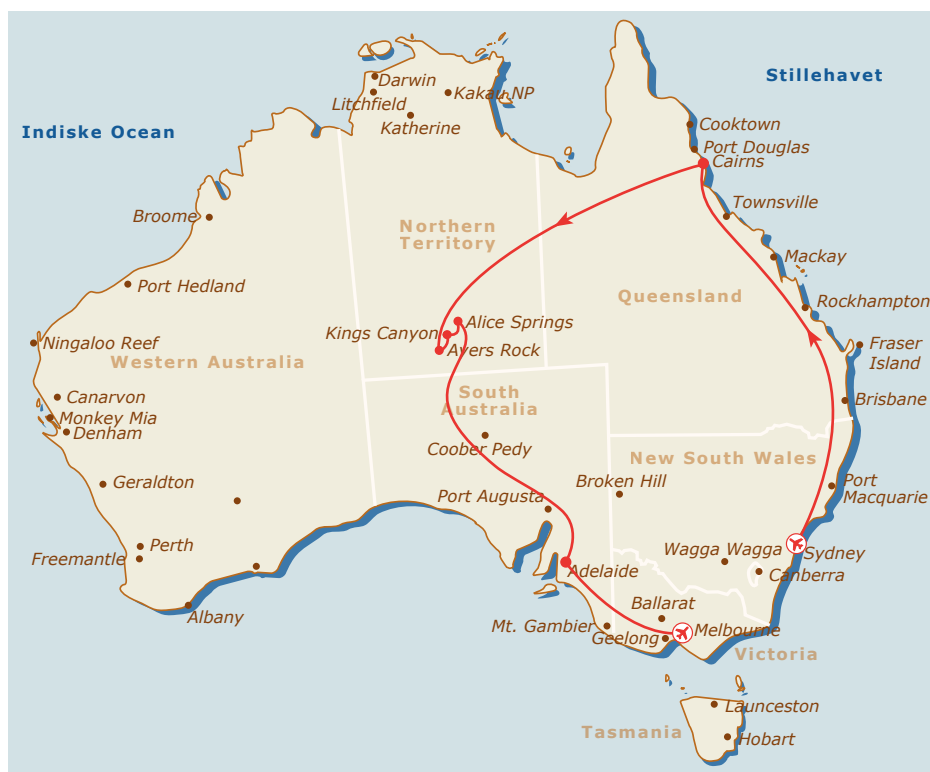 Darwin
Stillehavet
Litchfield
Kakau NP
Katherine
Cooktown
Indiske Ocean
Port Douglas
Cairns
Townsville
Broome
Northern
Territory
Mackay
Port Hedland
Queensland
Rockhampton
Alice Springs
Kings Canyon
Ayers Rock
Ningaloo Reef
Fraser
Island
Western Australia
South
Australia
Canarvon
Brisbane
Monkey Mia
Denham
Coober Pedy
New South Wales
Geraldton
Broken Hill
Port
Macquarie
Port Augusta
Perth
Freemantle
Wagga Wagga
Sydney
Adelaide
Canberra
Albany
Ballarat
Mt. Gambier
Melbourne
Geelong
Victoria
Launceston
Tasmania
Hobart